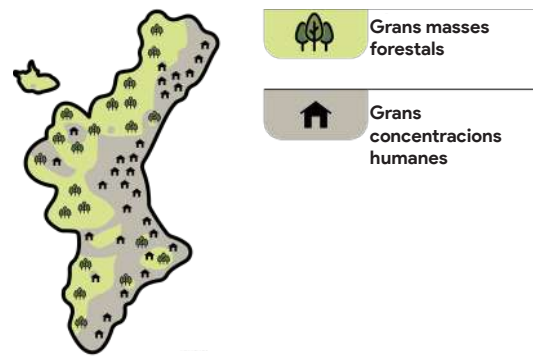 Grans masses
forestals
Grans
concentracions
humanes